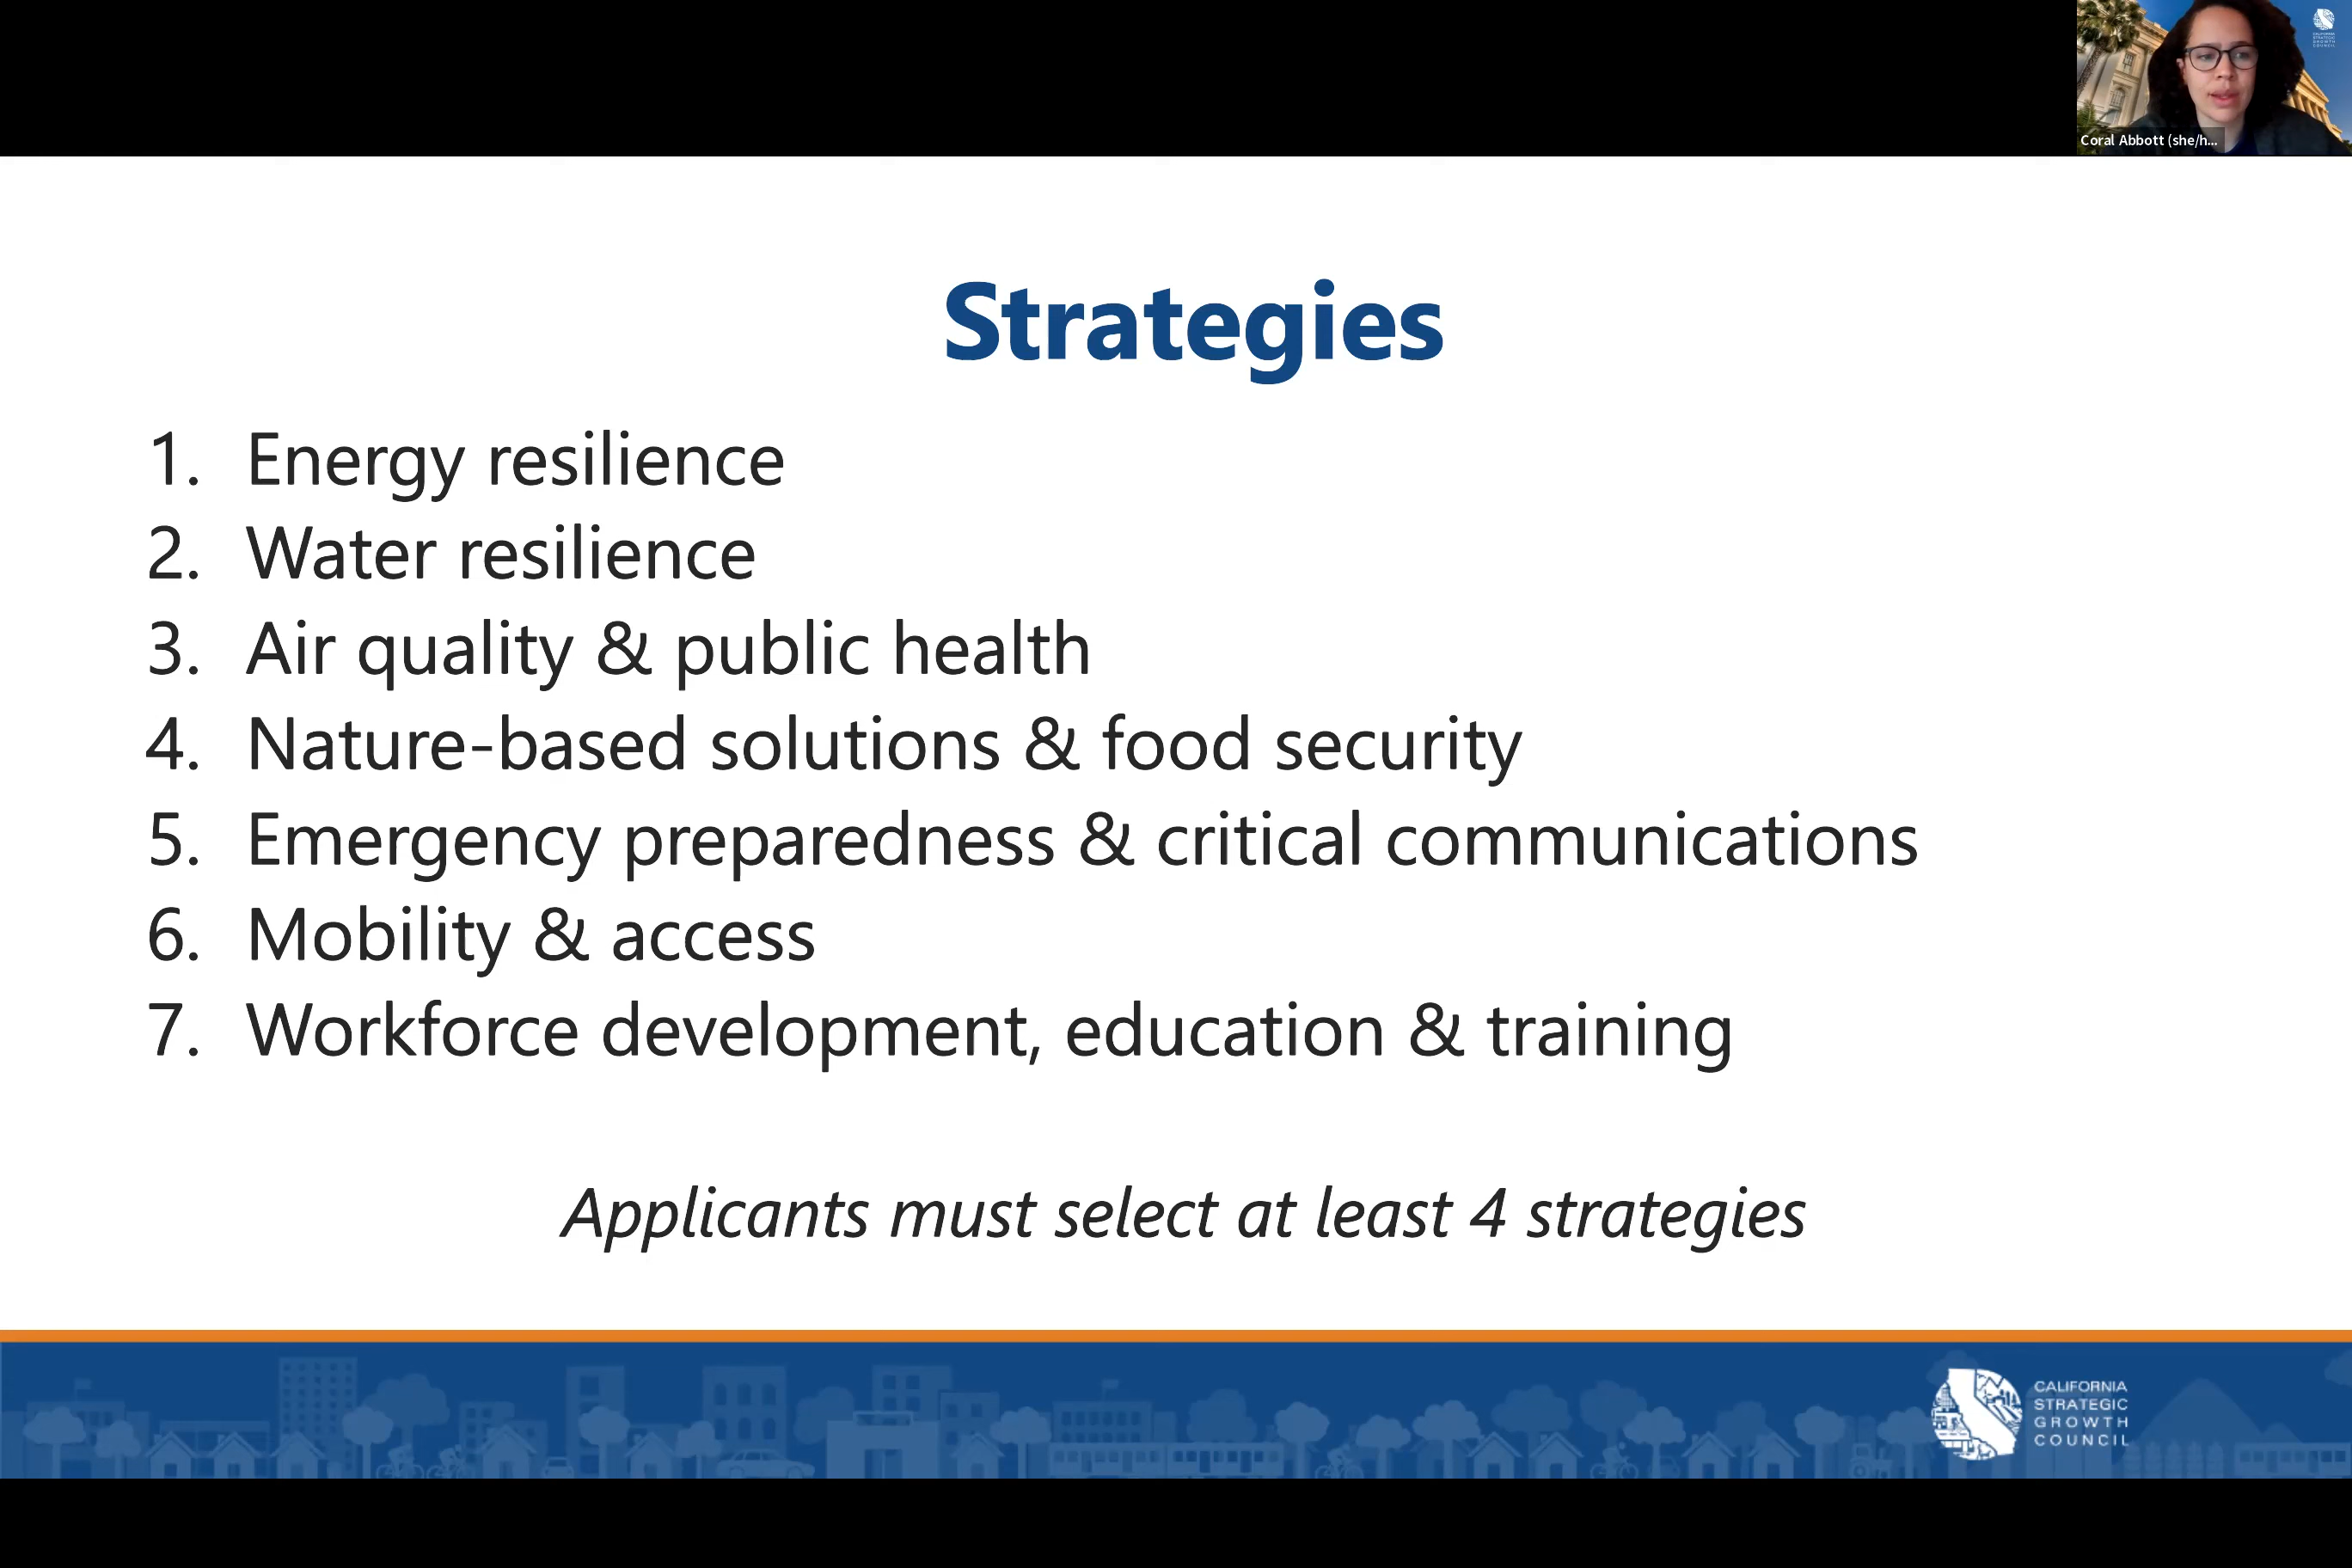 Coral Abbott (she/h...
Strategies
1. Energy resilience
2. Water resilience
3. Air quality & public health
4. Nature-based solutions & food security
5. Emergency preparedness & critical communications
6. Mobility & access
7. Workforce development, education & training
Applicants must select at least 4 strategies
CALIFORNIA
STRATEGIC
GROWTH
COUNCIL